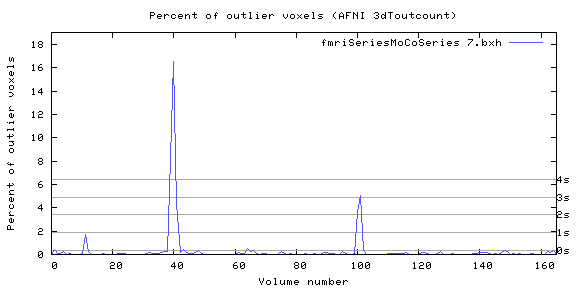 Percent of outlier voxels (AFNI 3dToutcount)
fmriSeriesMoCoSeries 7.bxh
Percent of outlier voxels
18
16
14
12
10
8
6
4
2
0
4s
3s
2s
1s
0s
0 20 40 60 80 100 120 140 160
Volume number